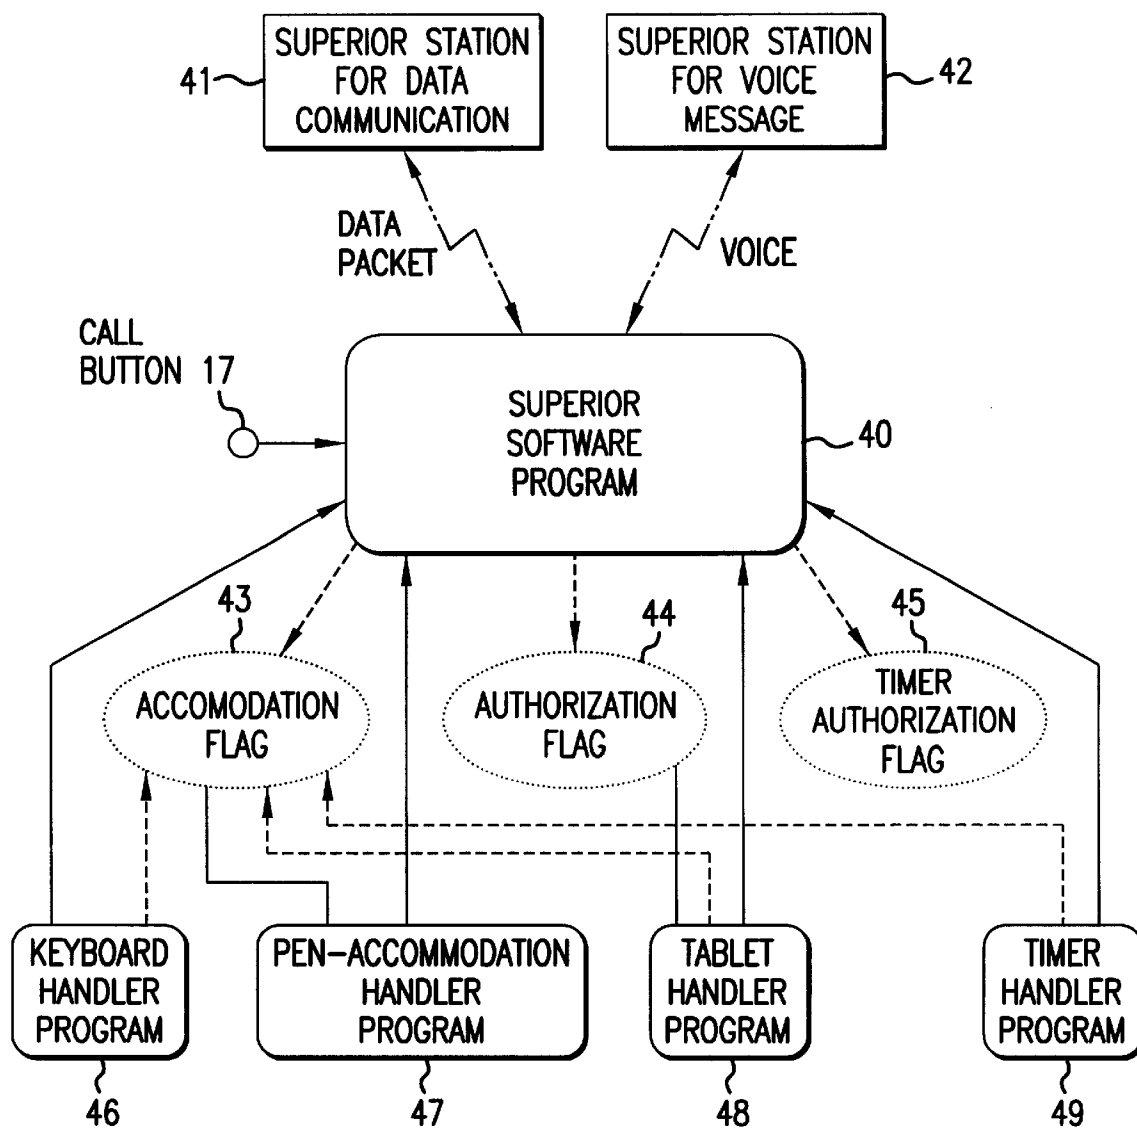 SUPERIOR STATION
FOR DATA
COMMUNICATION
41
SUPERIOR STATION
FOR VOICE
MESSAGE
42
DATA
PACKET
VOICE
CALL
BUTTON 17
SUPERIOR
SOFTWARE
PROGRAM
40
43
ACCOMODATION
FLAG
44
AUTHORIZATION
FLAG
45
TIMER
AUTHORIZATION
FLAG
KEYBOARD
HANDLER
PROGRAM
46
PEN-ACCOMMODATION
HANDLER
PROGRAM
47
TABLET
HANDLER
PROGRAM
48
TIMER
HANDLER
PROGRAM
49